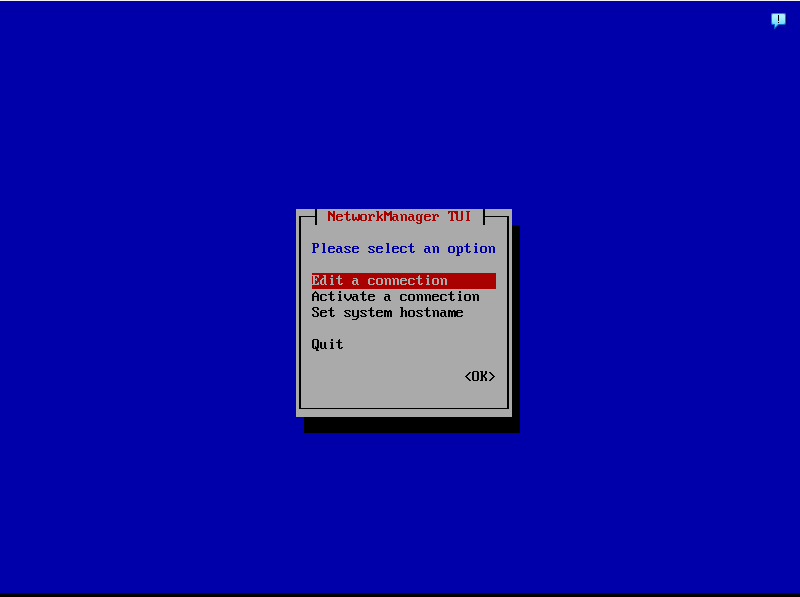 NetworkManager TUI
Please select an option
Edit a connection
Activate a connection
Set system hostname
Quit
<OK>